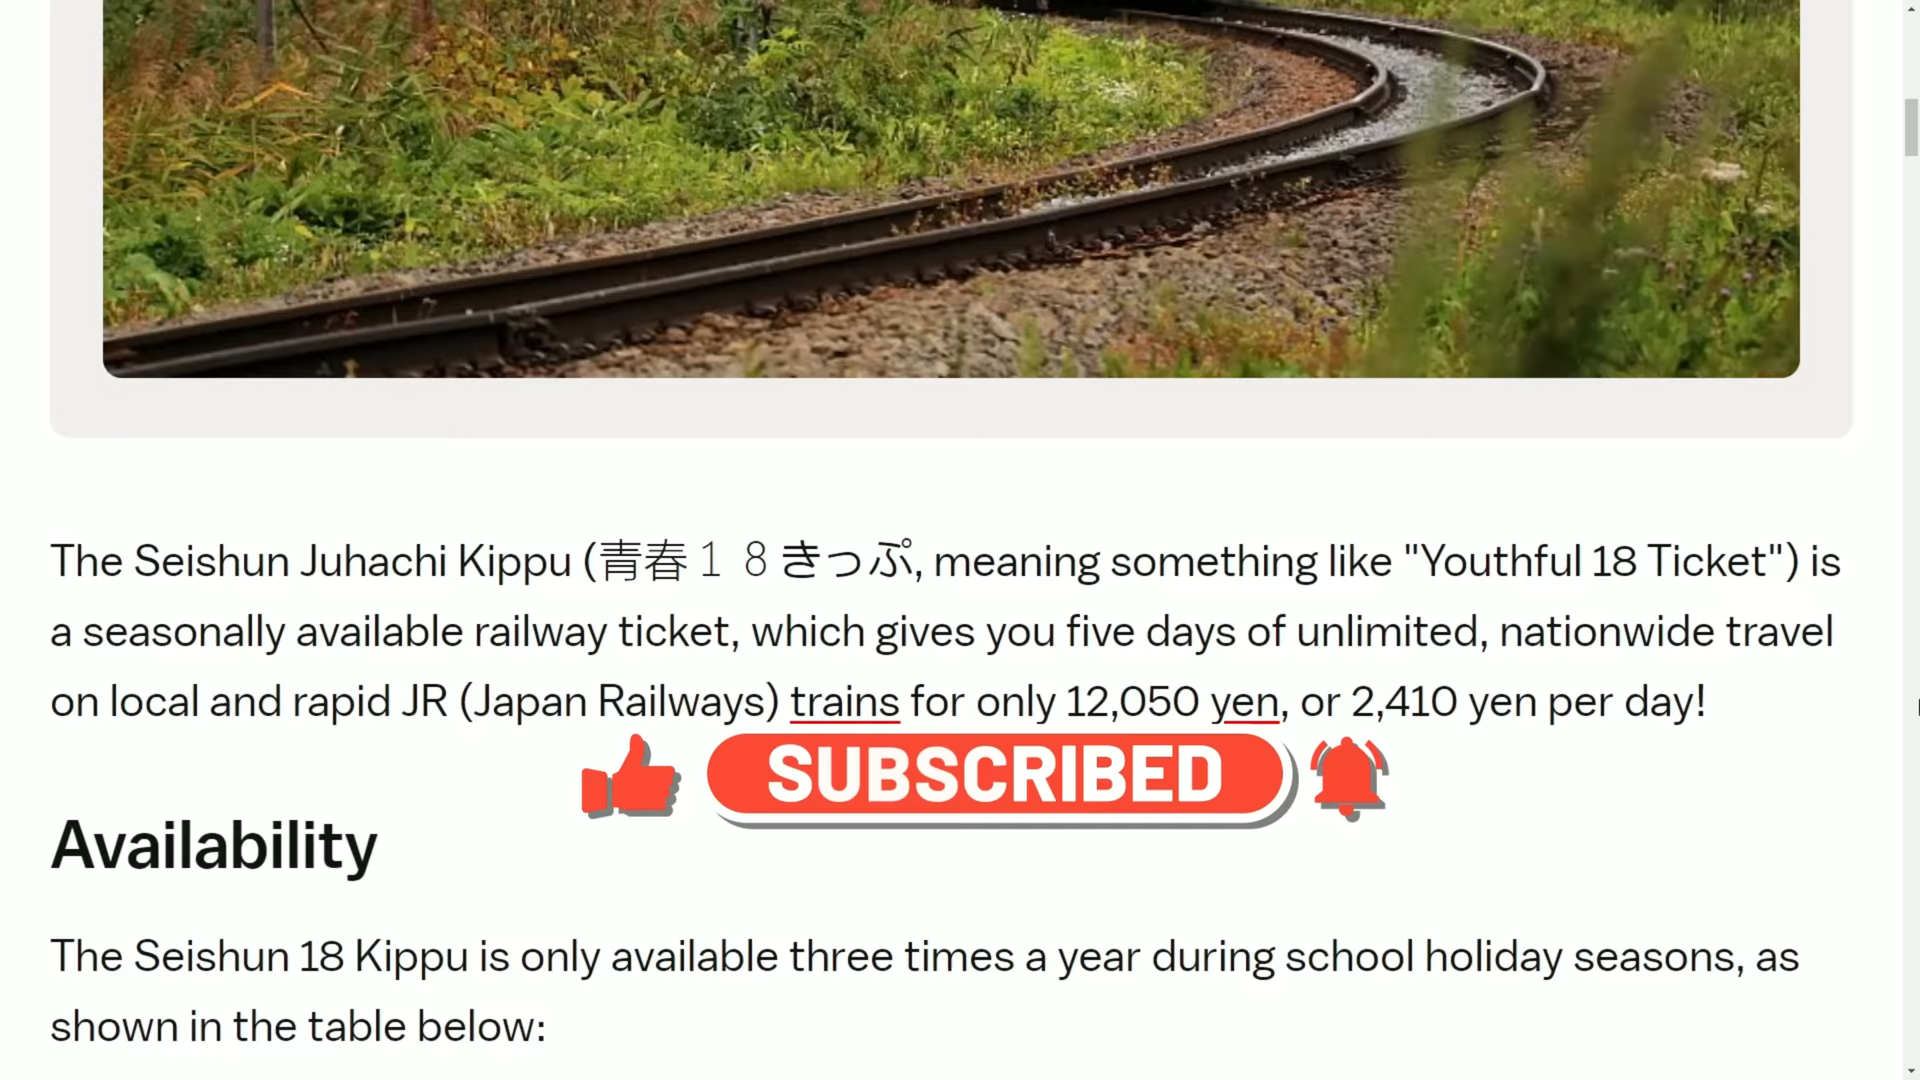 The Seishun Juhachi Kippu (青春１８きっぷ, meaning something like "Youthful 18 Ticket") is
a seasonally available railway ticket, which gives you five days of unlimited, nationwide travel
on local and rapid JR (Japan Railways) trains for only 12,050 yen, or 2,410 yen per day!
SUBSCRIBED
Availability
The Seishun 18 Kippu is only available three times a year during school holiday seasons, as
shown in the table below: